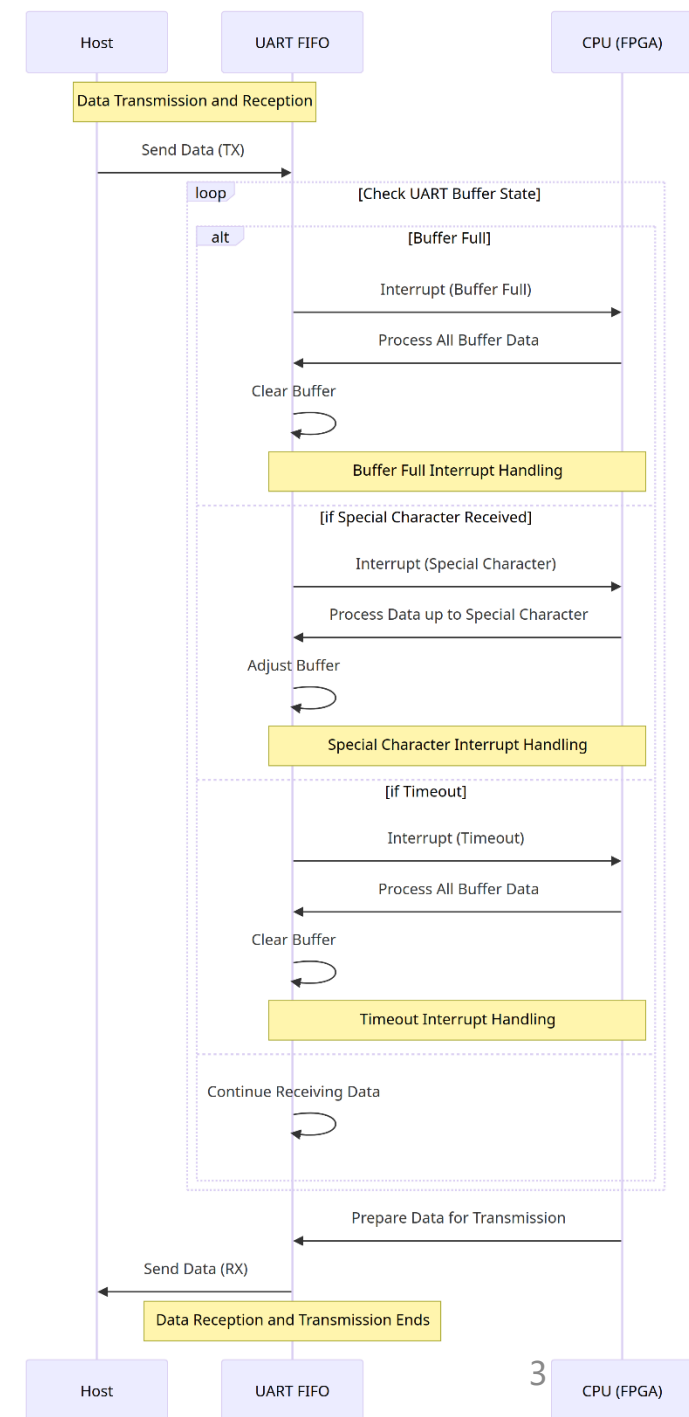 Host
UART FIFO
CPU (FPGA)
Data Transmission and Reception
Send Data (TX)
loop
[Check UART Buffer State]
alt
[Buffer Full]
Interrupt (Buffer Full)
Process All Buffer Data
Clear Buffer
Buffer Full Interrupt Handling
[if Special Character Received]
Interrupt (Special Character)
Process Data up to Special Character
Adjust Buffer
Special Character Interrupt Handling
[if Timeout]
Interrupt (Timeout)
Process All Buffer Data
Clear Buffer
Timeout Interrupt Handling
Continue Receiving Data
Prepare Data for Transmission
Send Data (RX)
Data Reception and Transmission Ends
3
Host
UART FIFO
CPU (FPGA)